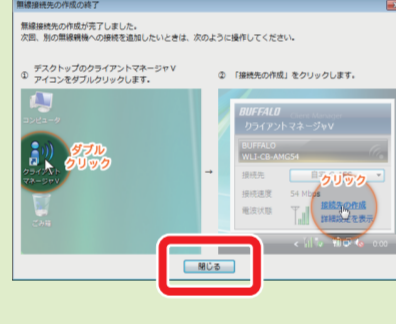 無線接続先の作成の終了
無線接続先の作成が完了しました。
次回、別の無線親機への接続を追加したいときは、次のように操作してください。
① デスクトップのクライアントマネージャV
アイコンをダブルクリックします。
コンピュータ
ダブル
クリック
クライアント
マネージャV
ごみ箱
→
② 「接続先の作成」をクリックします。
BUFFALO
クライアントマネージャV
BUFFALO
WLI-CB-AMG54
接続先
接続速度 54 Mbps
電波状態
クリック
接続先の作成
詳細設定を表示
0:00
閉じる